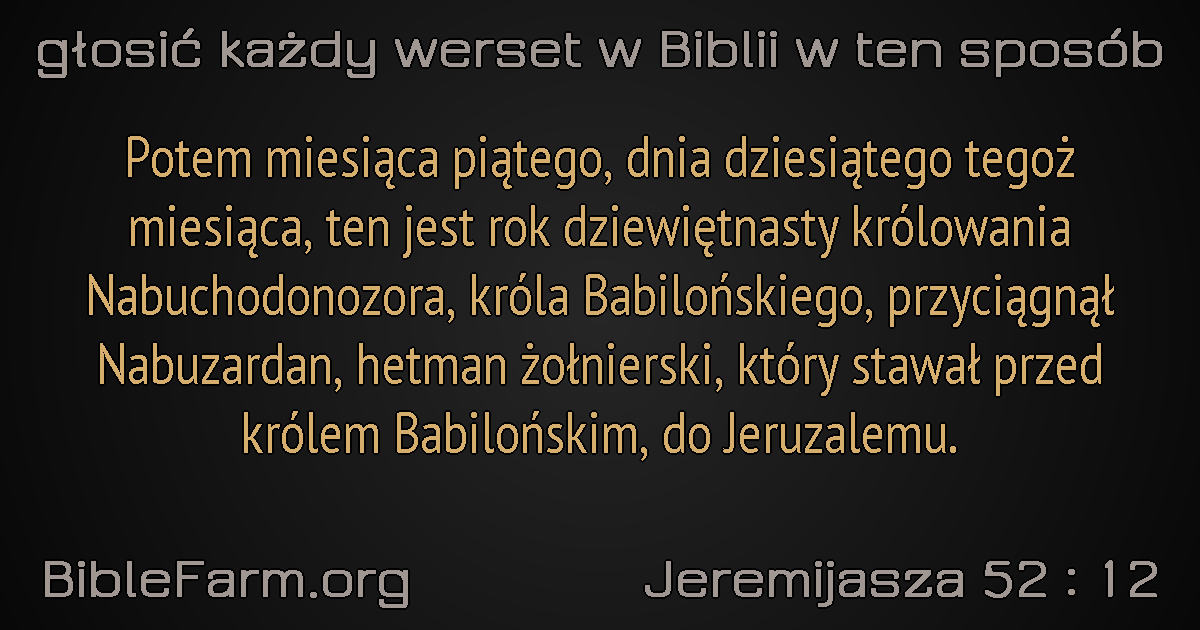 głosić każdy werset w Biblii w ten sposób
Potem miesiąca piątego, dnia dziesiątego tegoż
miesiąca, ten jest rok dziewiętnasty królowania
Nabuchodonozora, króla Babilońskiego, przyciągnął
Nabuzardan, hetman żołnierski, który stawał przed
królem Babilońskim, do Jeruzalemu.
BibleFarm.org
Jeremijasza 52 : 12